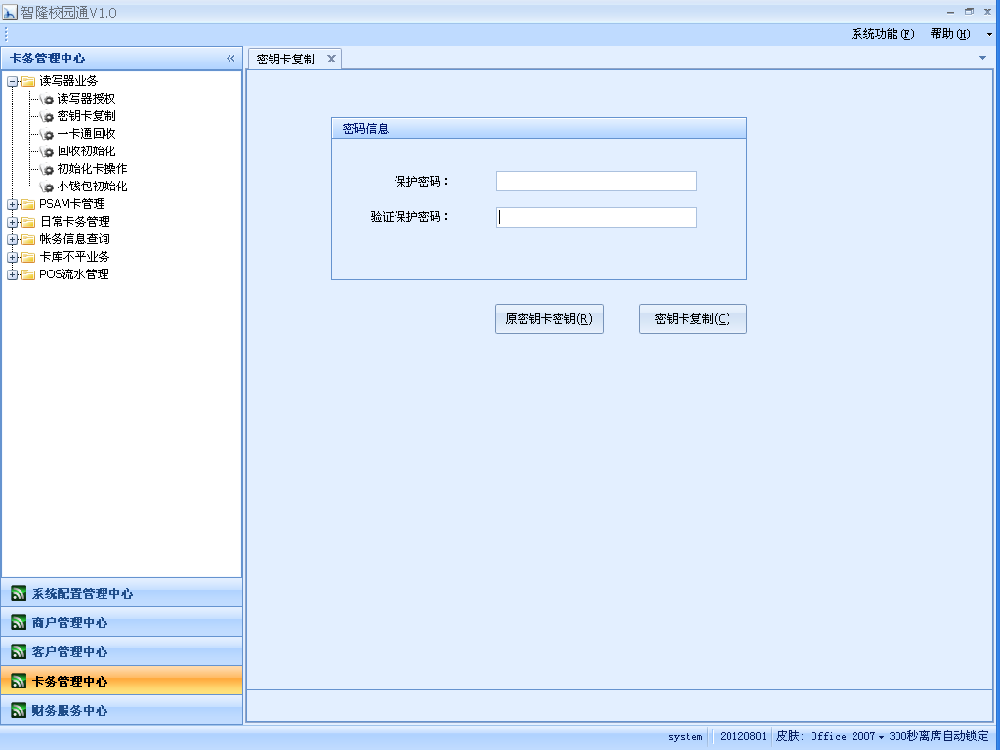 智隆校园通V1.0
系统功能(F) 帮助(H)
卡务管理中心
密钥卡复制
读写器业务
读写器授权
密钥卡复制
一卡通回收
回收初始化
初始化卡操作
小钱包初始化
PSAM卡管理
日常卡务管理
帐务信息查询
卡库不平业务
POS流水管理
密码信息
保护密码：
验证保护密码：
原密钥卡密钥(R) 密钥卡复制(C)
系统配置管理中心
商户管理中心
客户管理中心
卡务管理中心
财务服务中心
system 20120801 皮肤: Office 2007 300秒离席自动锁定